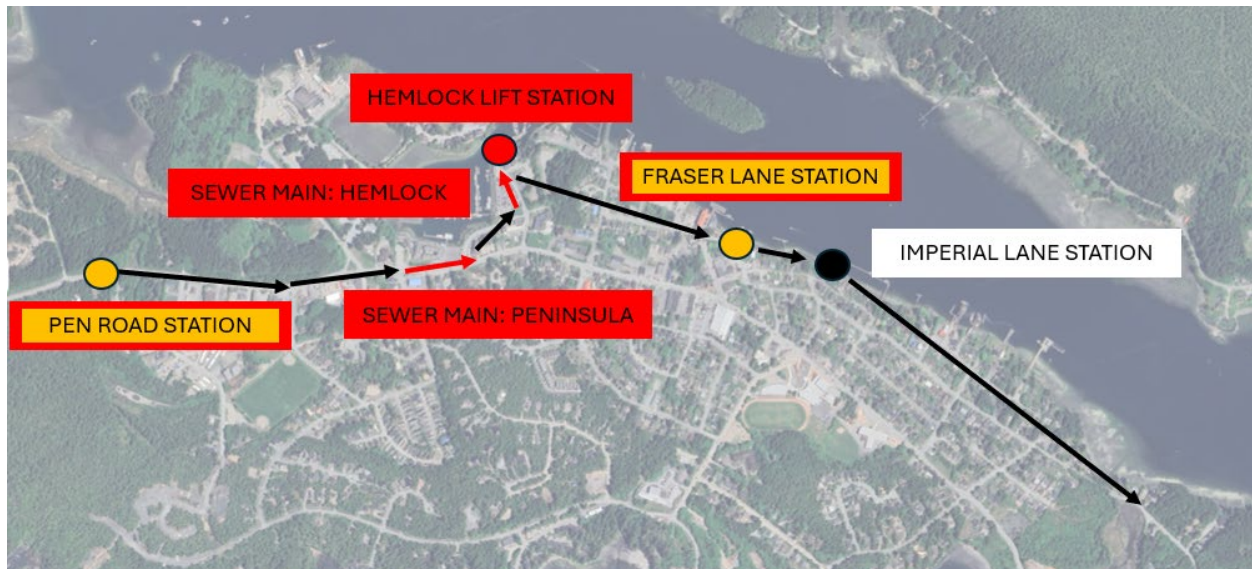 HEMLOCK LIFT STATION
SEWER MAIN: HEMLOCK
FRASER LANE STATION
IMPERIAL LANE STATION
PEN ROAD STATION
SEWER MAIN: PENINSULA